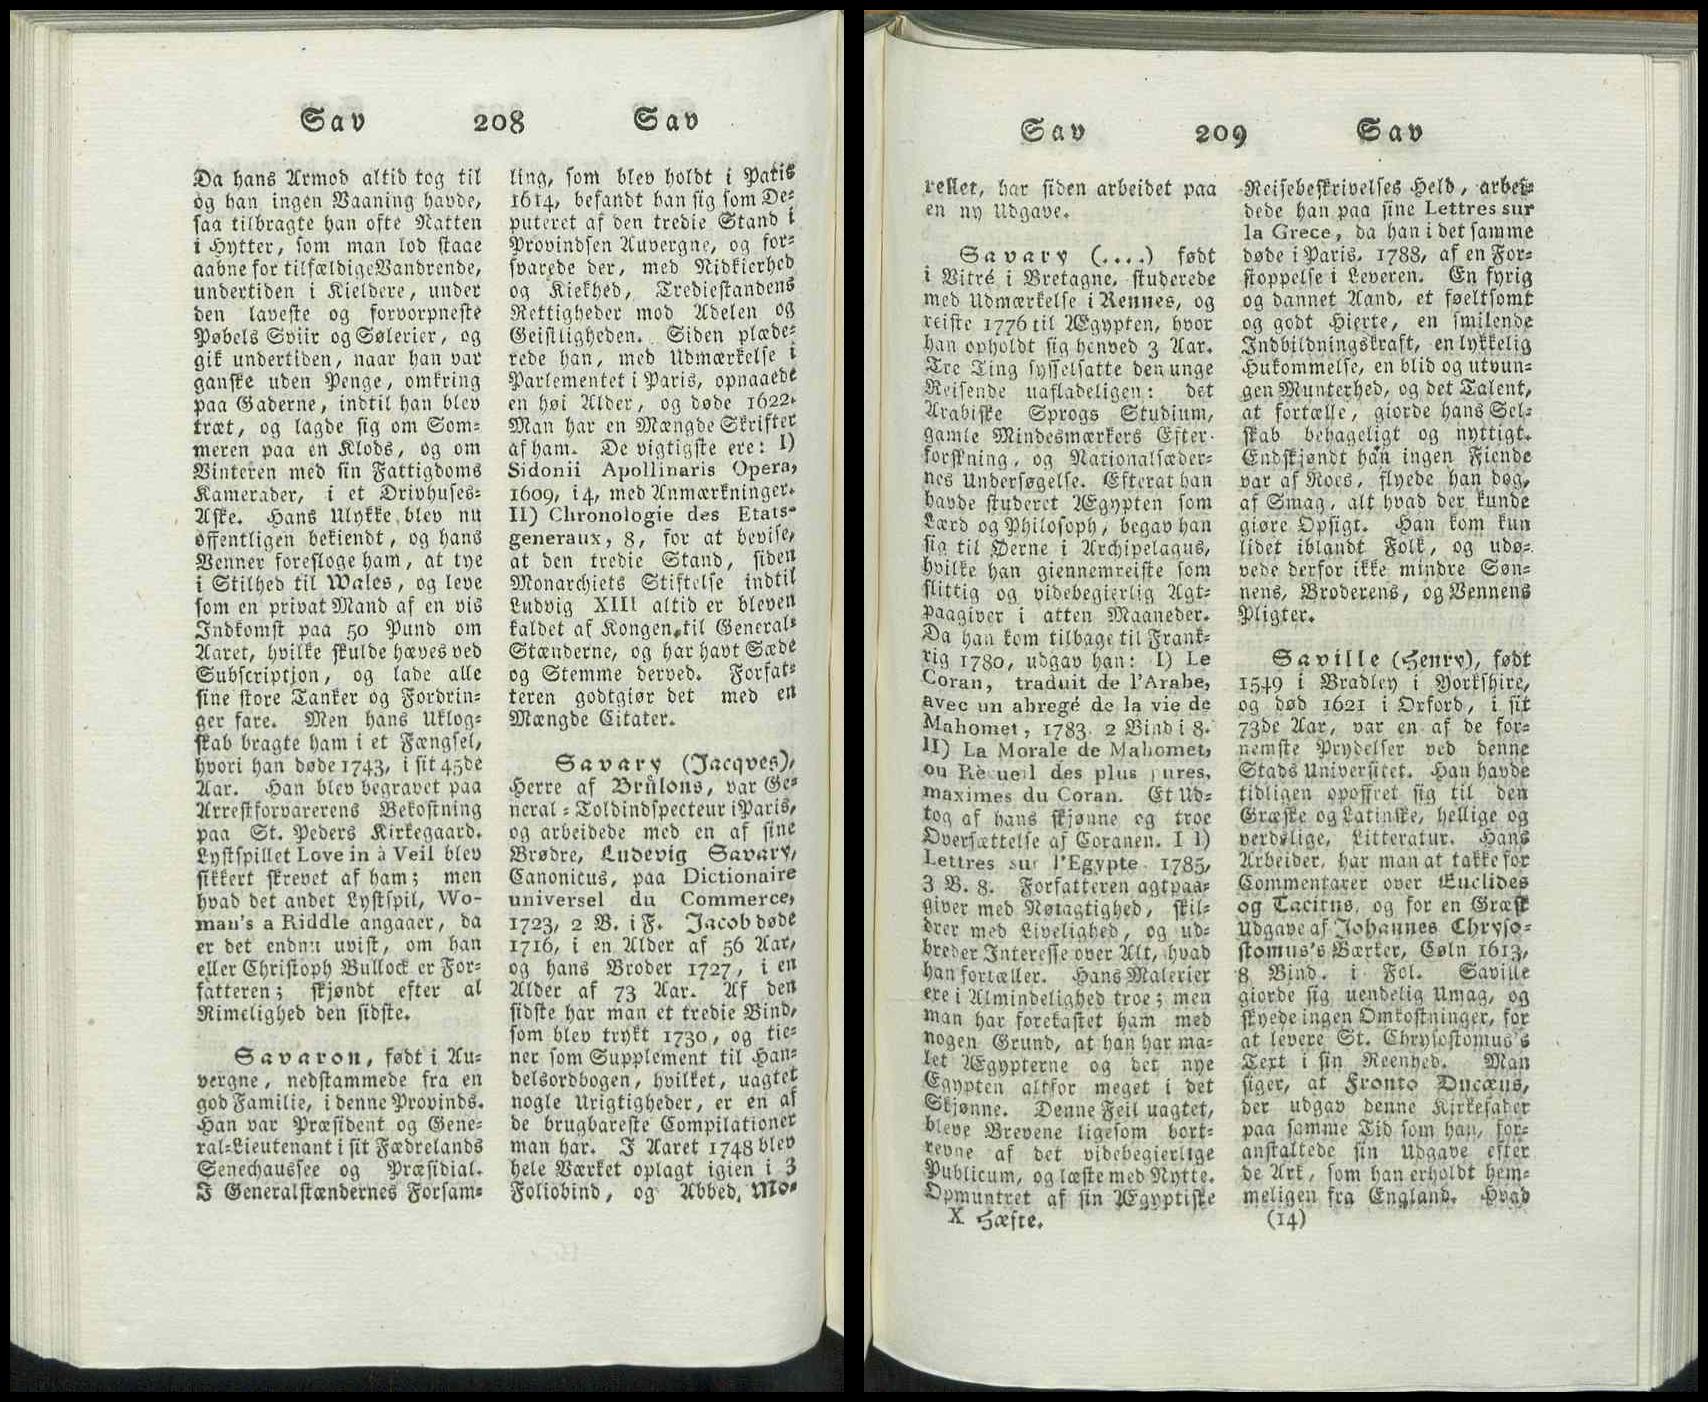 Sav 208 Sav
Da hans Armod altid tog til
og han ingen Vaaning havde,
saa tilbragte han ofte Natten
i Hytter, som man lod staae
aabne for tilfældige Vandrende,
undertiden i Kieldere, under
den laveste og forvorpneste
Pøbels Sviir og Sølerier, og
gik undertiden, naar han var
ganske uden Penge, omkring
paa Gaderne, indtil han blev
træt, og lagde sig om Som-
meren paa en Klods, og om
Vinteren med sin Fattigdoms
Kamerader, i et Drivhuses-
Aske. Hans Ulykke blev nu
offentligen bekiendt, og hans
Venner foresloge ham, at tye
i Stilhed til Wales, og leve
som en privat Mand af en vis
Indkomst paa 50 Pund om
Aaret, hvilke skulde hæves ved
Subscription, og lade alle
sine store Tanker og Fordrin-
ger fare. Men hans Uklog-
skab bragte ham i et Fængsel,
hvori han døde 1743, i sit 45de
Aar. Han blev begravet paa
Arrestforvarerens Bekostning
paa St. Peders Kirkegaard.
Lystspillet Love in à Veil blev
sikkert skrevet af ham; men
hvad det andet Lystspil, Wo-
man's a Riddle angaaer, da
er det endnu uvist, om han
eller Christoph Bullock er For-
fatteren; skjøndt efter al
Rimelighed den sidste.
Savaron, født i Au-
vergne, nedstammede fra en
god Familie, i denne Provinds.
Han var Præsident og Gene-
ral-Lieutenant i sit Fædrelands
Senechaussee og Præsidial.
I Generalstændernes Forsam-
ling, som blev holdt i Paris
1614, befandt han sig som De-
puteret af den tredie Stand i
Provindsen Auvergne, og for-
svarede der, med Nidkierhed
og Kiekhed, Trediestandens
Rettigheder mod Adelen og
Geistligheden. Siden plæde-
rede han, med Udmærkelse i
Parlementet i Paris, opnaaede
en høi Alder, og døde 1622.
Man har en Mængde Skrifter
af ham. De vigtigste ere: I)
Sidonii Apollinaris Opera,
1609, i 4, med Anmærkninger.
II) Chronologie des Etats-
generaux, 8, for at bevise,
at den tredie Stand, siden
Monarchiets Stiftelse indtil
Ludvig XIII altid er bleven
kaldet af Kongen til General-
Stænderne, og har havt Sæde
og Stemme derved. Forfat-
teren godtgiør det med en
Mængde Citater.
Savary (Jacqves),
Herre af Brûlons, var Ge-
neral-Toldindspecteur i Paris,
og arbeidede med en af sine
Brødre, Ludevig Savary,
Canonicus, paa Dictionaire
universel du Commerce,
1723, 2 B. i F. Jacob døde
1716, i en Alder af 56 Aar,
og hans Broder 1727, i en
Alder af 73 Aar. Af den
sidste har man et tredie Bind,
som blev trykt 1730, og tie-
ner som Supplement til Han-
delsordbogen, hvilket, uagtet
nogle Urigtigheder, er en af
de brugbareste Compilationer
man har. I Aaret 1748 blev
hele Værket oplagt igien i 3
Foliobind, og Abbed, Mo-
Sav 209 Sav
rellet, har siden arbeidet paa
en ny Udgave.
Savary (....) født
i Vitré i Bretagne, studerede
med Udmærkelse i Rennes, og
reiste 1776 til Ægypten, hvor
han opholdt sig henved 3 Aar.
Tre Ting sysselsatte den unge
Reisende uafladeligen: det
Arabiske Sprogs Studium,
gamle Mindesmærkers Efter-
forskning, og Nationalsæder-
nes Undersøgelse. Efterat han
havde studeret Ægypten som
Lærd og Philosoph, begav han
sig til Øerne i Archipelagus,
hvilke han giennemreiste som
flittig og videbegierlig Agt-
paagiver i atten Maaneder.
Da han kom tilbage til Frank-
rig 1780, udgav han: I) Le
Coran, traduit de l'Arabe,
avec un abregé de la vie de
Mahomet, 1783. 2 Bind i 8.
II) La Morale de Mahomet,
ou Recueil des plus pures,
maximes du Coran. Et Ud-
tog af hans skjønne og troe
Oversættelse af Coranen. I I)
Lettres sur l'Egypte. 1785,
3 B. 8. Forfatteren agtpaa-
giver med Nøiagtighed, skil-
drer med Livelighed, og ud-
breder Interesse over Alt, hvad
han fortæller. Hans Malerier
ere i Almindelighed troe; men
man har forekastet ham med
nogen Grund, at han har ma-
let Ægypterne og det nye
Egypten altfor meget i det
Skjønne. Denne Feil uagtet,
bleve Brevene ligesom bort-
revne af det videbegierlige
Publicum, og læste med Nytte.
Opmuntret af sin Ægyptiske
X Hæfte.
Reisebeskrivelses Held, arbei-
dede han paa sine Lettres sur
la Grece, da han i det samme
døde i Paris, 1788, af en For-
stoppelse i Leveren. En fyrig
og dannet Aand, et føeltsomt
og godt Hierte, en smilende
Indbildningskraft, en lykkelig
Hukommelse, en blid og utvun-
gen Munterhed, og det Talent,
at fortælle, giorde hans Sel-
skab behageligt og nyttigt.
Endskjøndt han ingen Fiende
var af Roes, flyede han dog,
af Smag, alt hvad der kunde
giøre Opsigt. Han kom kun
lidet iblandt Folk, og udø-
vede derfor ikke mindre Søn-
nens, Broderens, og Vennens
Pligter.
Saville (Henry), født
1549 i Bradley i Yorkshire,
og død 1621 i Oxford, i sit
73de Aar, var en af de for-
nemste Prydelser ved denne
Stads Universitet. Han havde
tidligen opoffret sig til den
Græske og Latinske, hellige og
verdslige, Litteratur. Hans
Arbeider, har man at takke for
Commentarer over Euclides
og Tacitus, og for en Græsk
Udgave af Johannes Chryso-
stomus's Værker, Cøln 1613,
8 Bind. i Fol. Saville
giorde sig uendelig Umag, og
skyede ingen Omkostninger, for
at levere St. Chrysostomus's
Text i sin Reenhed. Man
siger, at Fronto Ducæus,
der udgav denne Kirkefader
paa samme Tid som han, for-
anstaltede sin Udgave efter
de Ark, som han erholdt hem-
meligen fra England. Hvad
(14)